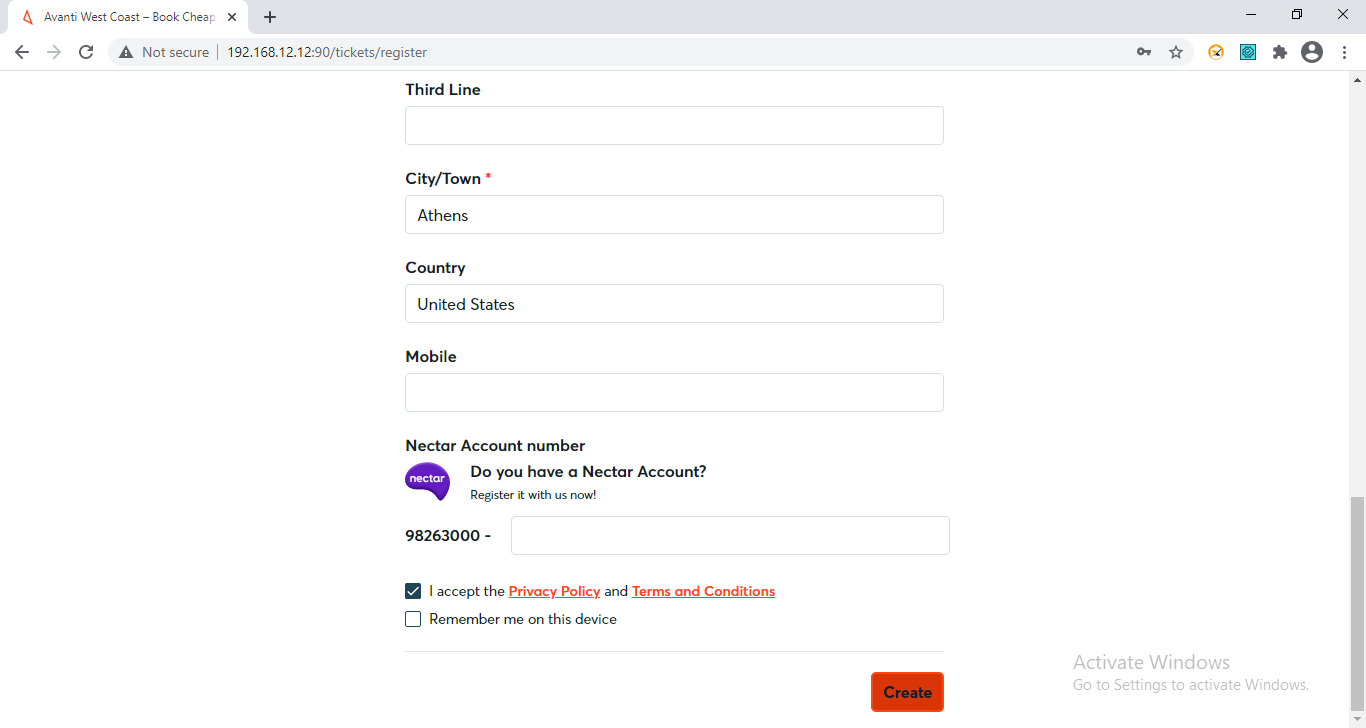 Avanti West Coast – Book Cheap
Not secure
192.168.12.12:90/tickets/register
Third Line
City/Town *
Athens
Country
United States
Mobile
Nectar Account number
nectar
Do you have a Nectar Account?
Register it with us now!
98263000 -
I accept the Privacy Policy and Terms and Conditions
Remember me on this device
Create
Activate Windows
Go to Settings to activate Windows.